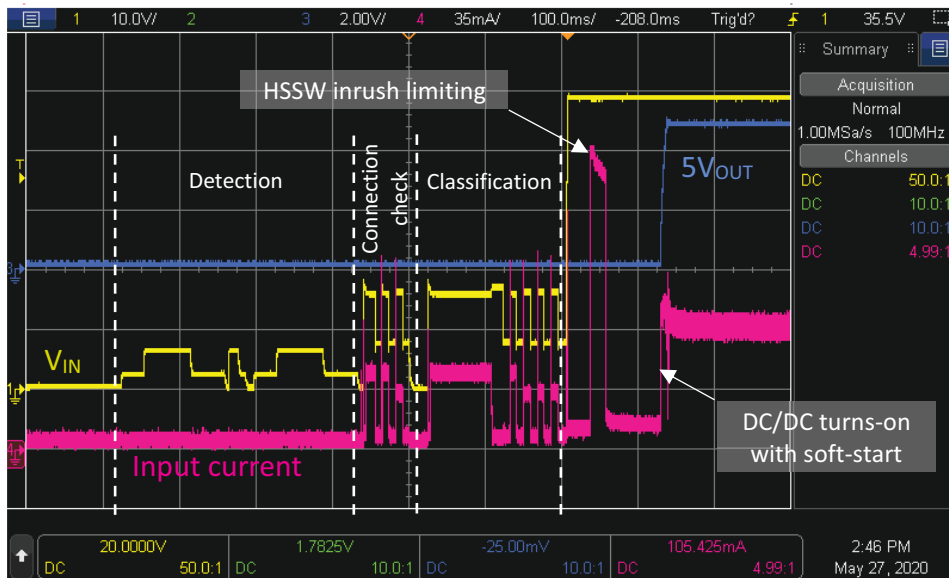 1 10.0V/ 2 3 2.00V/ 4 35mA/ 100.0ms/ -208.0ms Trig'd? 1 35.5V
Summary
Acquisition
Normal
1.00MSa/s 100MHz
Channels
DC 50.0:1
DC 10.0:1
DC 10.0:1
DC 4.99:1
HSSW inrush limiting
T
Detection
Connection
check
Classification
5VOUT
3
VIN
1
4
Input current
DC/DC turns-on
with soft-start
20.0000V
DC 50.0:1
1.7825V
DC 10.0:1
-25.00mV
DC 10.0:1
105.425mA
DC 4.99:1
2:46 PM
May 27, 2020